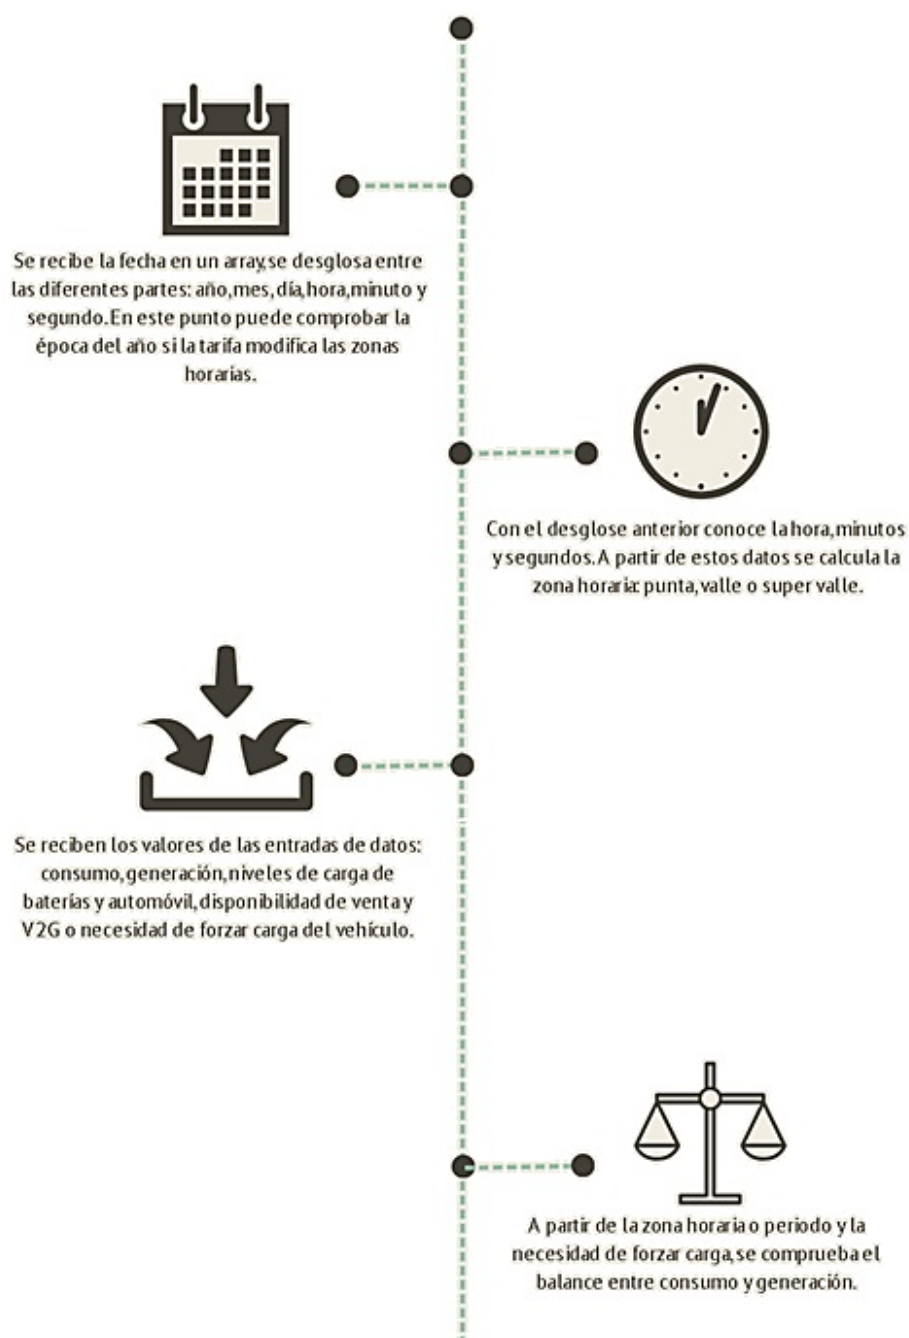 Se recibe la fecha en un array, se desglosa entre
las diferentes partes: año, mes, día, hora, minuto y
segundo. En este punto puede comprobar la
época del año si la tarifa modifica las zonas
horarias.
Con el desglose anterior conoce la hora, minutos
y segundos. A partir de estos datos se calcula la
zona horaria: punta, valle o super valle.
Se reciben los valores de las entradas de datos:
consumo, generación, niveles de carga de
baterías y automóvil, disponibilidad de venta y
V2G o necesidad de forzar carga del vehículo.
A partir de la zona horaria o periodo y la
necesidad de forzar carga, se comprueba el
balance entre consumo y generación.